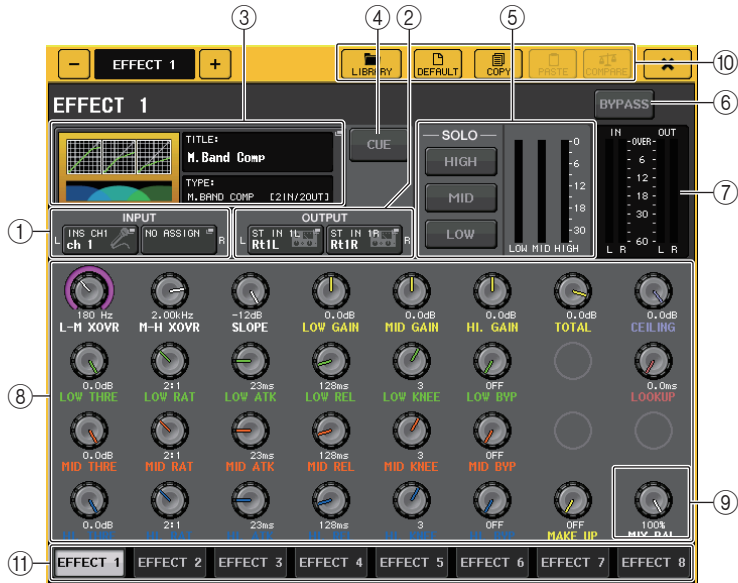 ③ ④ ② ⑤
− EFFECT 1 + LIBRARY DEFAULT COPY PASTE COMPARE × ⑩
EFFECT 1 BYPASS ⑥
TITLE:
M.Band Comp
TYPE:
M.BAND COMP [2IN/2OUT]
CUE
SOLO
HIGH
MID
LOW
-0
-6
-12
-18
-30
LOW MID HIGH
IN OUT
-OVER-
6
12
18
30
60
L R L R
⑦
① INPUT
L INS CH1 ch 1 NO ASSIGN R
OUTPUT
L ST IN 1L Rt1L ST IN 1R Rt1R R
⑧
180 Hz 2.00kHz -12dB 0.0dB 0.0dB 0.0dB 0.0dB 0.0dB
L-M XOVR M-H XOVR SLOPE LOW GAIN MID GAIN HI. GAIN TOTAL CEILING
0.0dB 2:1 23ms 128ms 3 OFF 0.0ms
LOW THRE LOW RAT LOW ATK LOW REL LOW KNEE LOW BYP LOOKUP
0.0dB 2:1 23ms 128ms 3 OFF
MID THRE MID RAT MID ATK MID REL MID KNEE MID BYP
0.0dB 2:1 23ms 128ms 3 OFF OFF 100%
MAKE UP MIX BAL
⑨
⑪ EFFECT 1 EFFECT 2 EFFECT 3 EFFECT 4 EFFECT 5 EFFECT 6 EFFECT 7 EFFECT 8